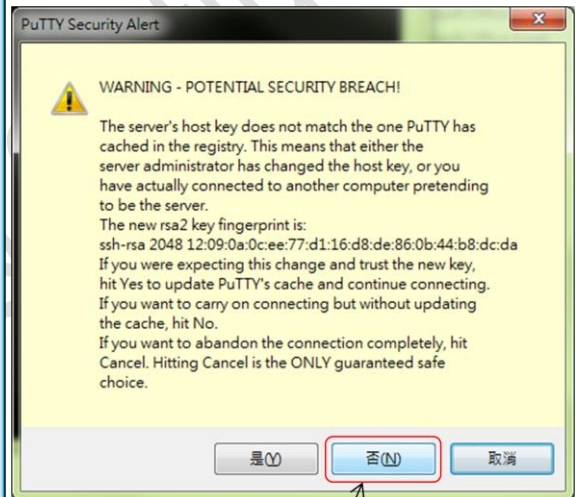 PuTTY Security Alert
WARNING - POTENTIAL SECURITY BREACH!
The server's host key does not match the one PuTTY has
cached in the registry. This means that either the
server administrator has changed the host key, or you
have actually connected to another computer pretending
to be the server.
The new rsa2 key fingerprint is:
ssh-rsa 2048 12:09:0a:0c:ee:77:d1:16:d8:de:86:0b:44:b8:dc:da
If you were expecting this change and trust the new key,
hit Yes to update PuTTY's cache and continue connecting.
If you want to carry on connecting but without updating
the cache, hit No.
If you want to abandon the connection completely, hit
Cancel. Hitting Cancel is the ONLY guaranteed safe
choice.
是(Y) 否(N) 取消